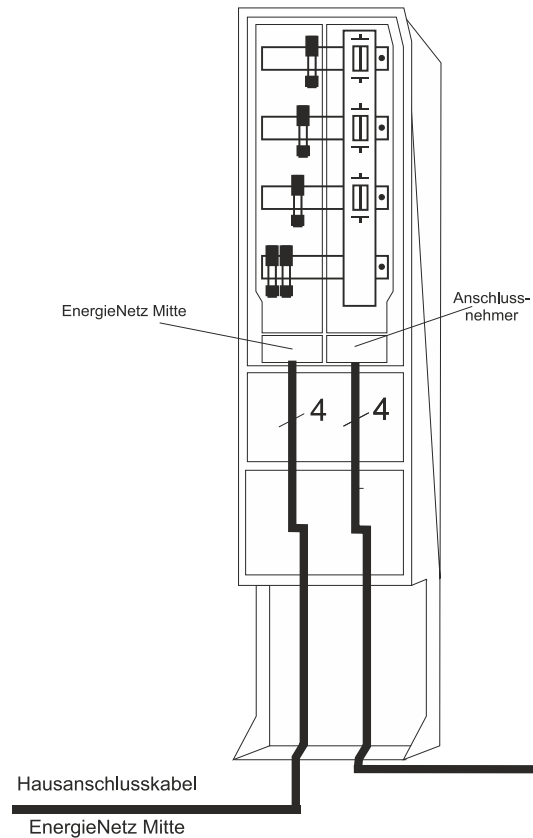 EnergieNetz Mitte
Anschluss-
nehmer
4
4
Hausanschlusskabel
EnergieNetz Mitte